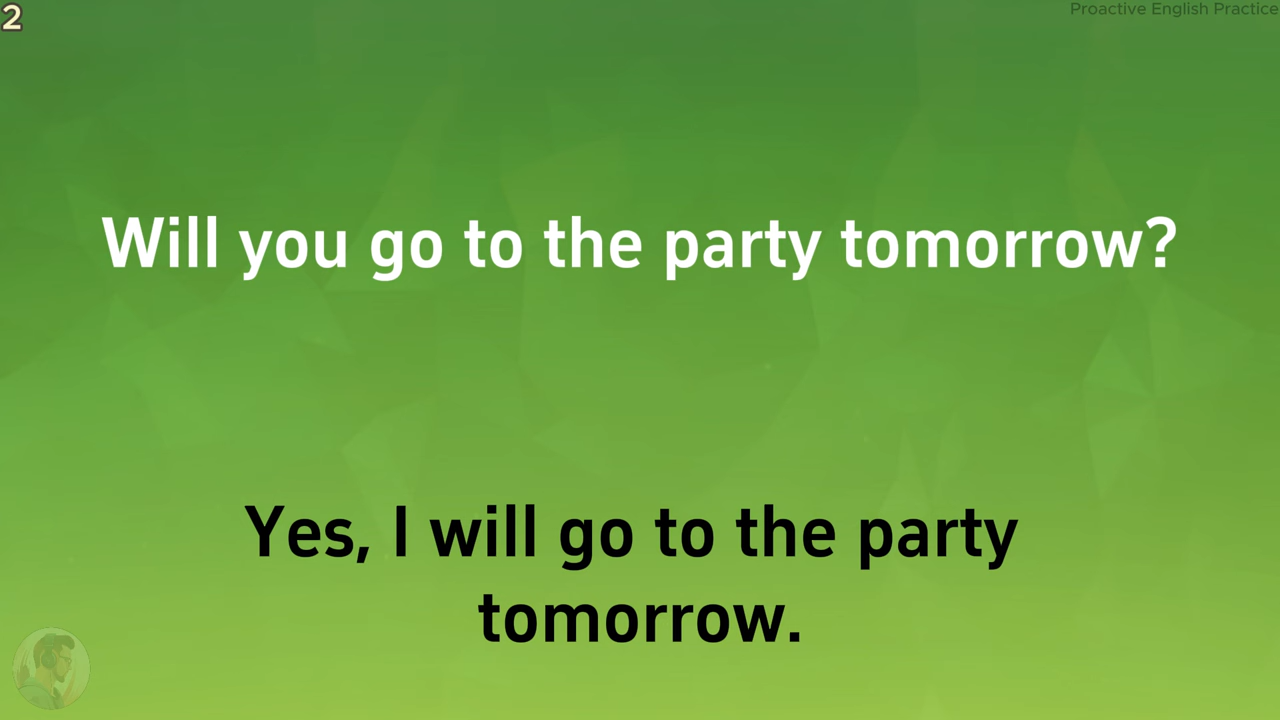 2
Proactive English Practice
Will you go to the party tomorrow?
Yes, I will go to the party
tomorrow.